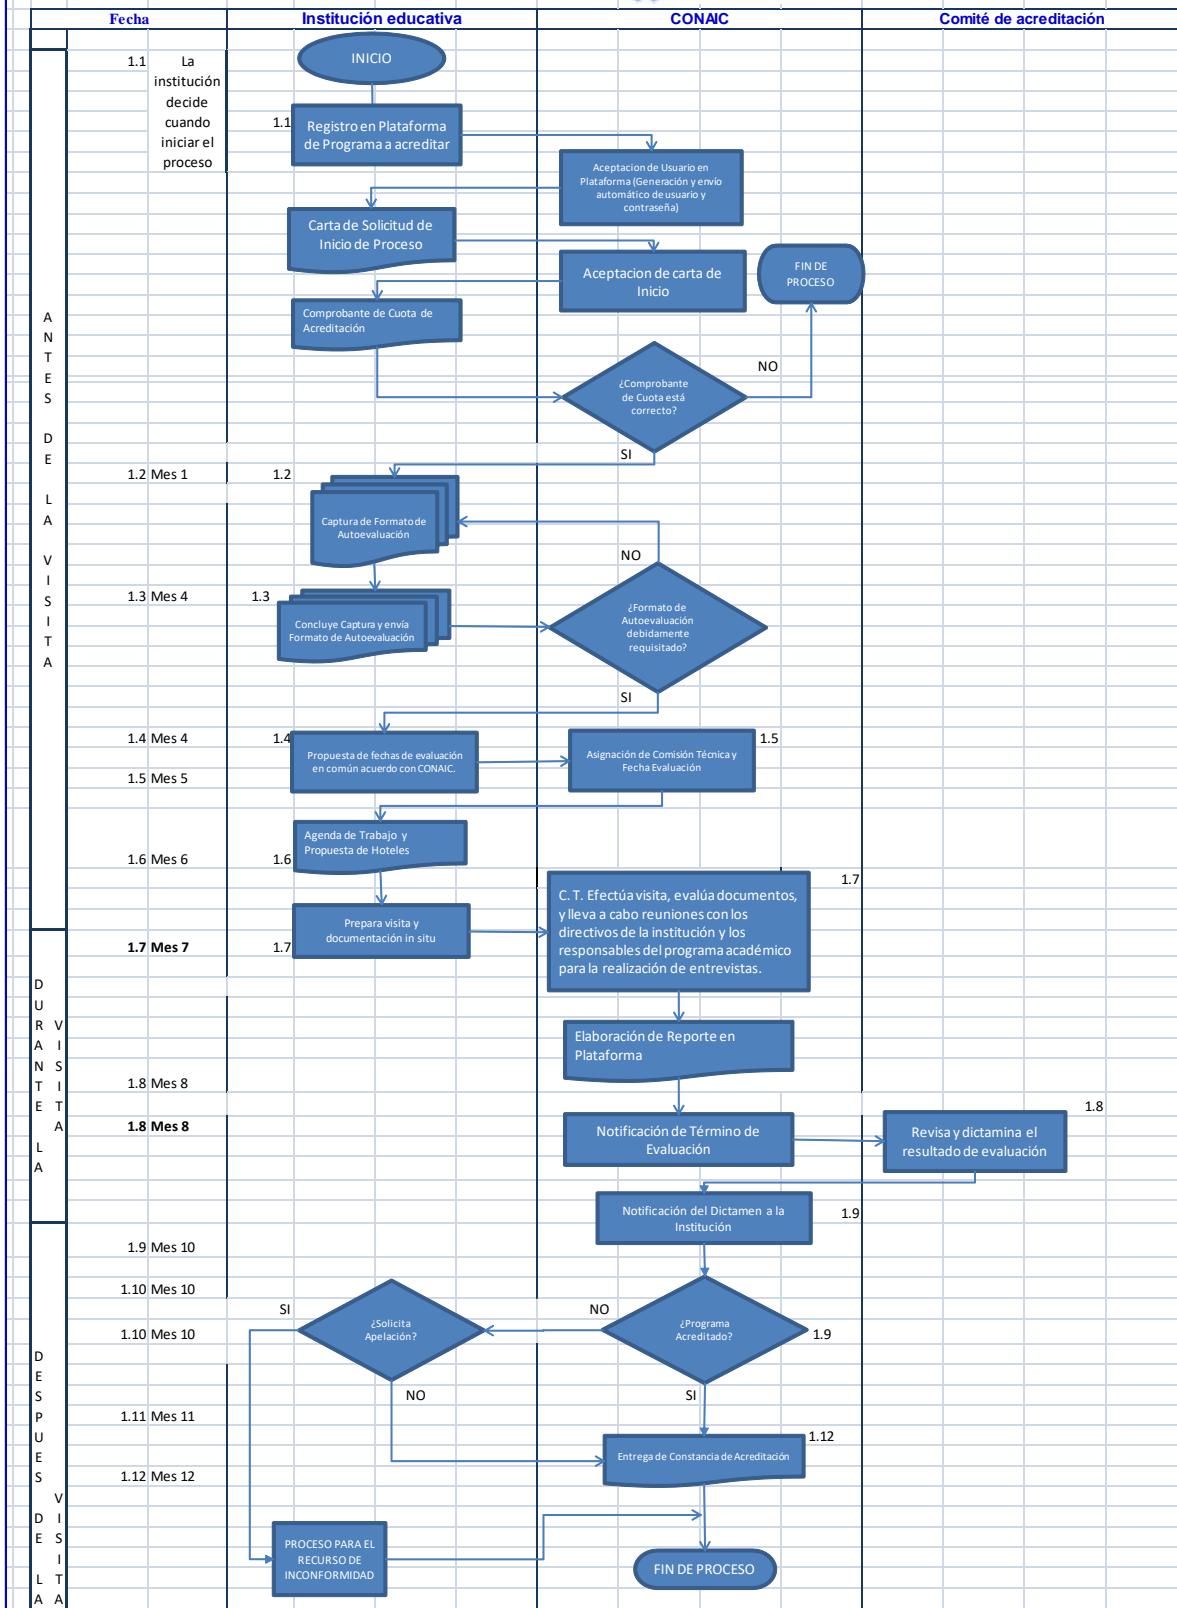 Fecha
Institución educativa
CONAIC
Comité de acreditación
ANTES DE LA VISITA
1.1
La
institución
decide
cuando
iniciar el
proceso
INICIO
1.1
Registro en Plataforma
de Programa a acreditar
Aceptacion de Usuario en
Plataforma (Generación y envío
automático de usuario y
contraseña)
Carta de Solicitud de
Inicio de Proceso
Aceptacion de carta de
Inicio
FIN DE
PROCESO
Comprobante de Cuota de
Acreditación
¿Comprobante
de Cuota está
correcto?
NO
SI
1.2 Mes 1
1.2
Captura de Formato de
Autoevaluación
NO
1.3 Mes 4
1.3
Concluye Captura y envía
Formato de Autoevaluación
¿Formato de
Autoevaluación
debidamente
requisitado?
SI
1.4 Mes 4
1.4
Propuesta de fechas de evaluación
en común acuerdo con CONAIC.
Asignación de Comisión Técnica y
Fecha Evaluación
1.5
1.5 Mes 5
Agenda de Trabajo y
Propuesta de Hoteles
1.6 Mes 6
1.6
1.7
C. T. Efectúa visita, evalúa documentos,
y lleva a cabo reuniones con los
directivos de la institución y los
responsables del programa académico
para la realización de entrevistas.
Prepara visita y
documentación in situ
DURANTE LA
VISITA
1.7 Mes 7
1.7
Elaboración de Reporte en
Plataforma
1.8 Mes 8
1.8 Mes 8
Notificación de Término de
Evaluación
1.8
Revisa y dictamina el
resultado de evaluación
Notificación del Dictamen a la
Institución
1.9
DESPUES DE LA
VISITA
1.9 Mes 10
1.10 Mes 10
1.10 Mes 10
SI
¿Solicita
Apelación?
NO
¿Programa
Acreditado?
1.9
NO
SI
1.11 Mes 11
1.12
Entrega de Constancia de Acreditación
1.12 Mes 12
PROCESO PARA EL
RECURSO DE
INCONFORMIDAD
FIN DE PROCESO